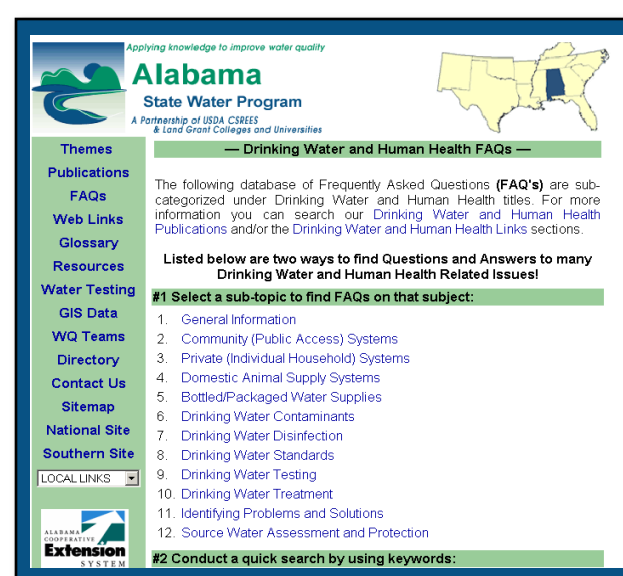 Applying knowledge to improve water quality
Alabama
State Water Program
A Partnership of USDA CSREES
& Land Grant Colleges and Universities
Themes
Publications
FAQs
Web Links
Glossary
Resources
Water Testing
GIS Data
WQ Teams
Directory
Contact Us
Sitemap
National Site
Southern Site
LOCAL LINKS
ALABAMA
COOPERATIVE
Extension
SYSTEM
— Drinking Water and Human Health FAQs —
The following database of Frequently Asked Questions (FAQ's) are sub-
categorized under Drinking Water and Human Health titles. For more
information you can search our Drinking Water and Human Health
Publications and/or the Drinking Water and Human Health Links sections.
Listed below are two ways to find Questions and Answers to many
Drinking Water and Human Health Related Issues!
#1 Select a sub-topic to find FAQs on that subject:
1. General Information
2. Community (Public Access) Systems
3. Private (Individual Household) Systems
4. Domestic Animal Supply Systems
5. Bottled/Packaged Water Supplies
6. Drinking Water Contaminants
7. Drinking Water Disinfection
8. Drinking Water Standards
9. Drinking Water Testing
10. Drinking Water Treatment
11. Identifying Problems and Solutions
12. Source Water Assessment and Protection
#2 Conduct a quick search by using keywords: